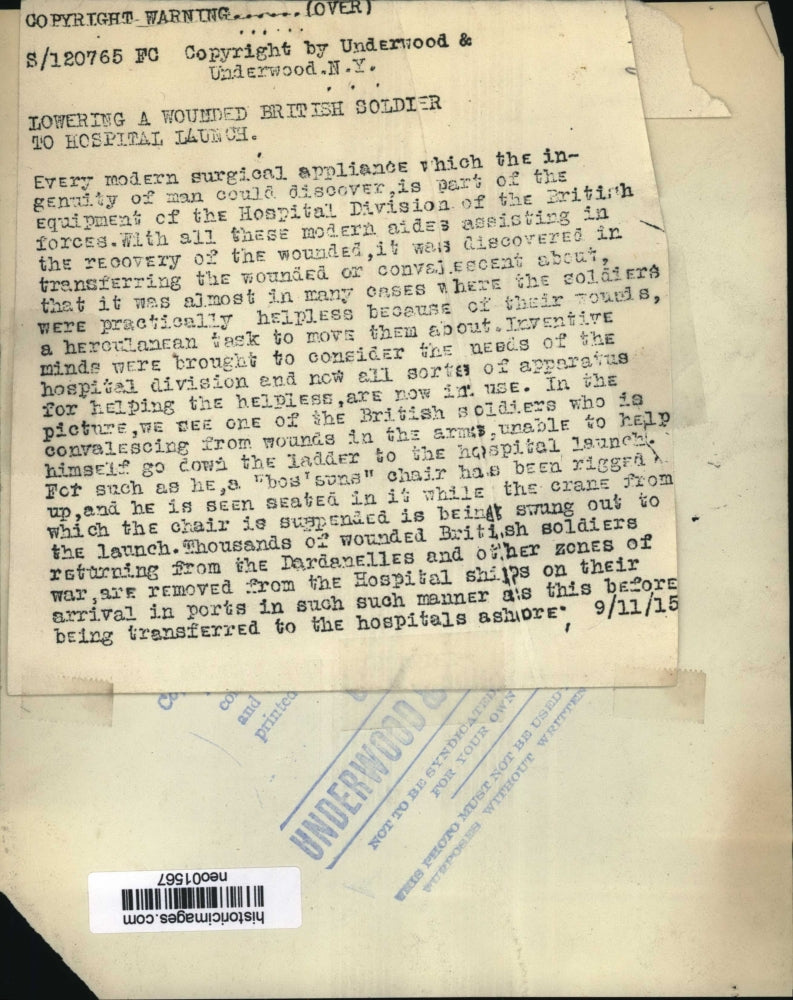 COPYRIGHT WARNING.......(OVER)
......
S/120765 FC Copyright by Underwood &
Underwood.N.Y.
LOWERING A WOUNDED BRITISH SOLDIER
TO HOSPITAL LAUNCH.
Every modern surgical appliance which the in-
genuity of man could discover,is part of the
equipment of the Hospital Division of the British
forces.With all these modern aides assisting in
the recovery of the wounded,it was discovered in
transferring the wounded or convalescent about,
that it was almost in many cases where the soldiers
were practically helpless because of their wounds,
a herculanean task to move them about.Inventive
minds were brought to consider the needs of the
hospital division and now all sorts of apparatus
for helping the helpless,are now in use. In the
picture,we see one of the British soldiers who is
convalescing from wounds in the arms,unable to help
himself go down the ladder to the hospital launch.
For such as he,a "bos'suns" chair has been rigged
up,and he is seen seated in it while the crane from
which the chair is suspended is being swung out to
the launch.Thousands of wounded British soldiers
returning from the Dardanelles and other zones of
war,are removed from the Hospital ships on their
arrival in ports in such such manner as this before
being transferred to the hospitals ashore. 9/11/15
and
printed
UNDERWOOD &
NOT TO BE SYNDICATED
FOR YOUR OWN
THIS PHOTO MUST NOT BE USED
PURPOSES WITHOUT WRITTEN
historicimages.com
neo01567